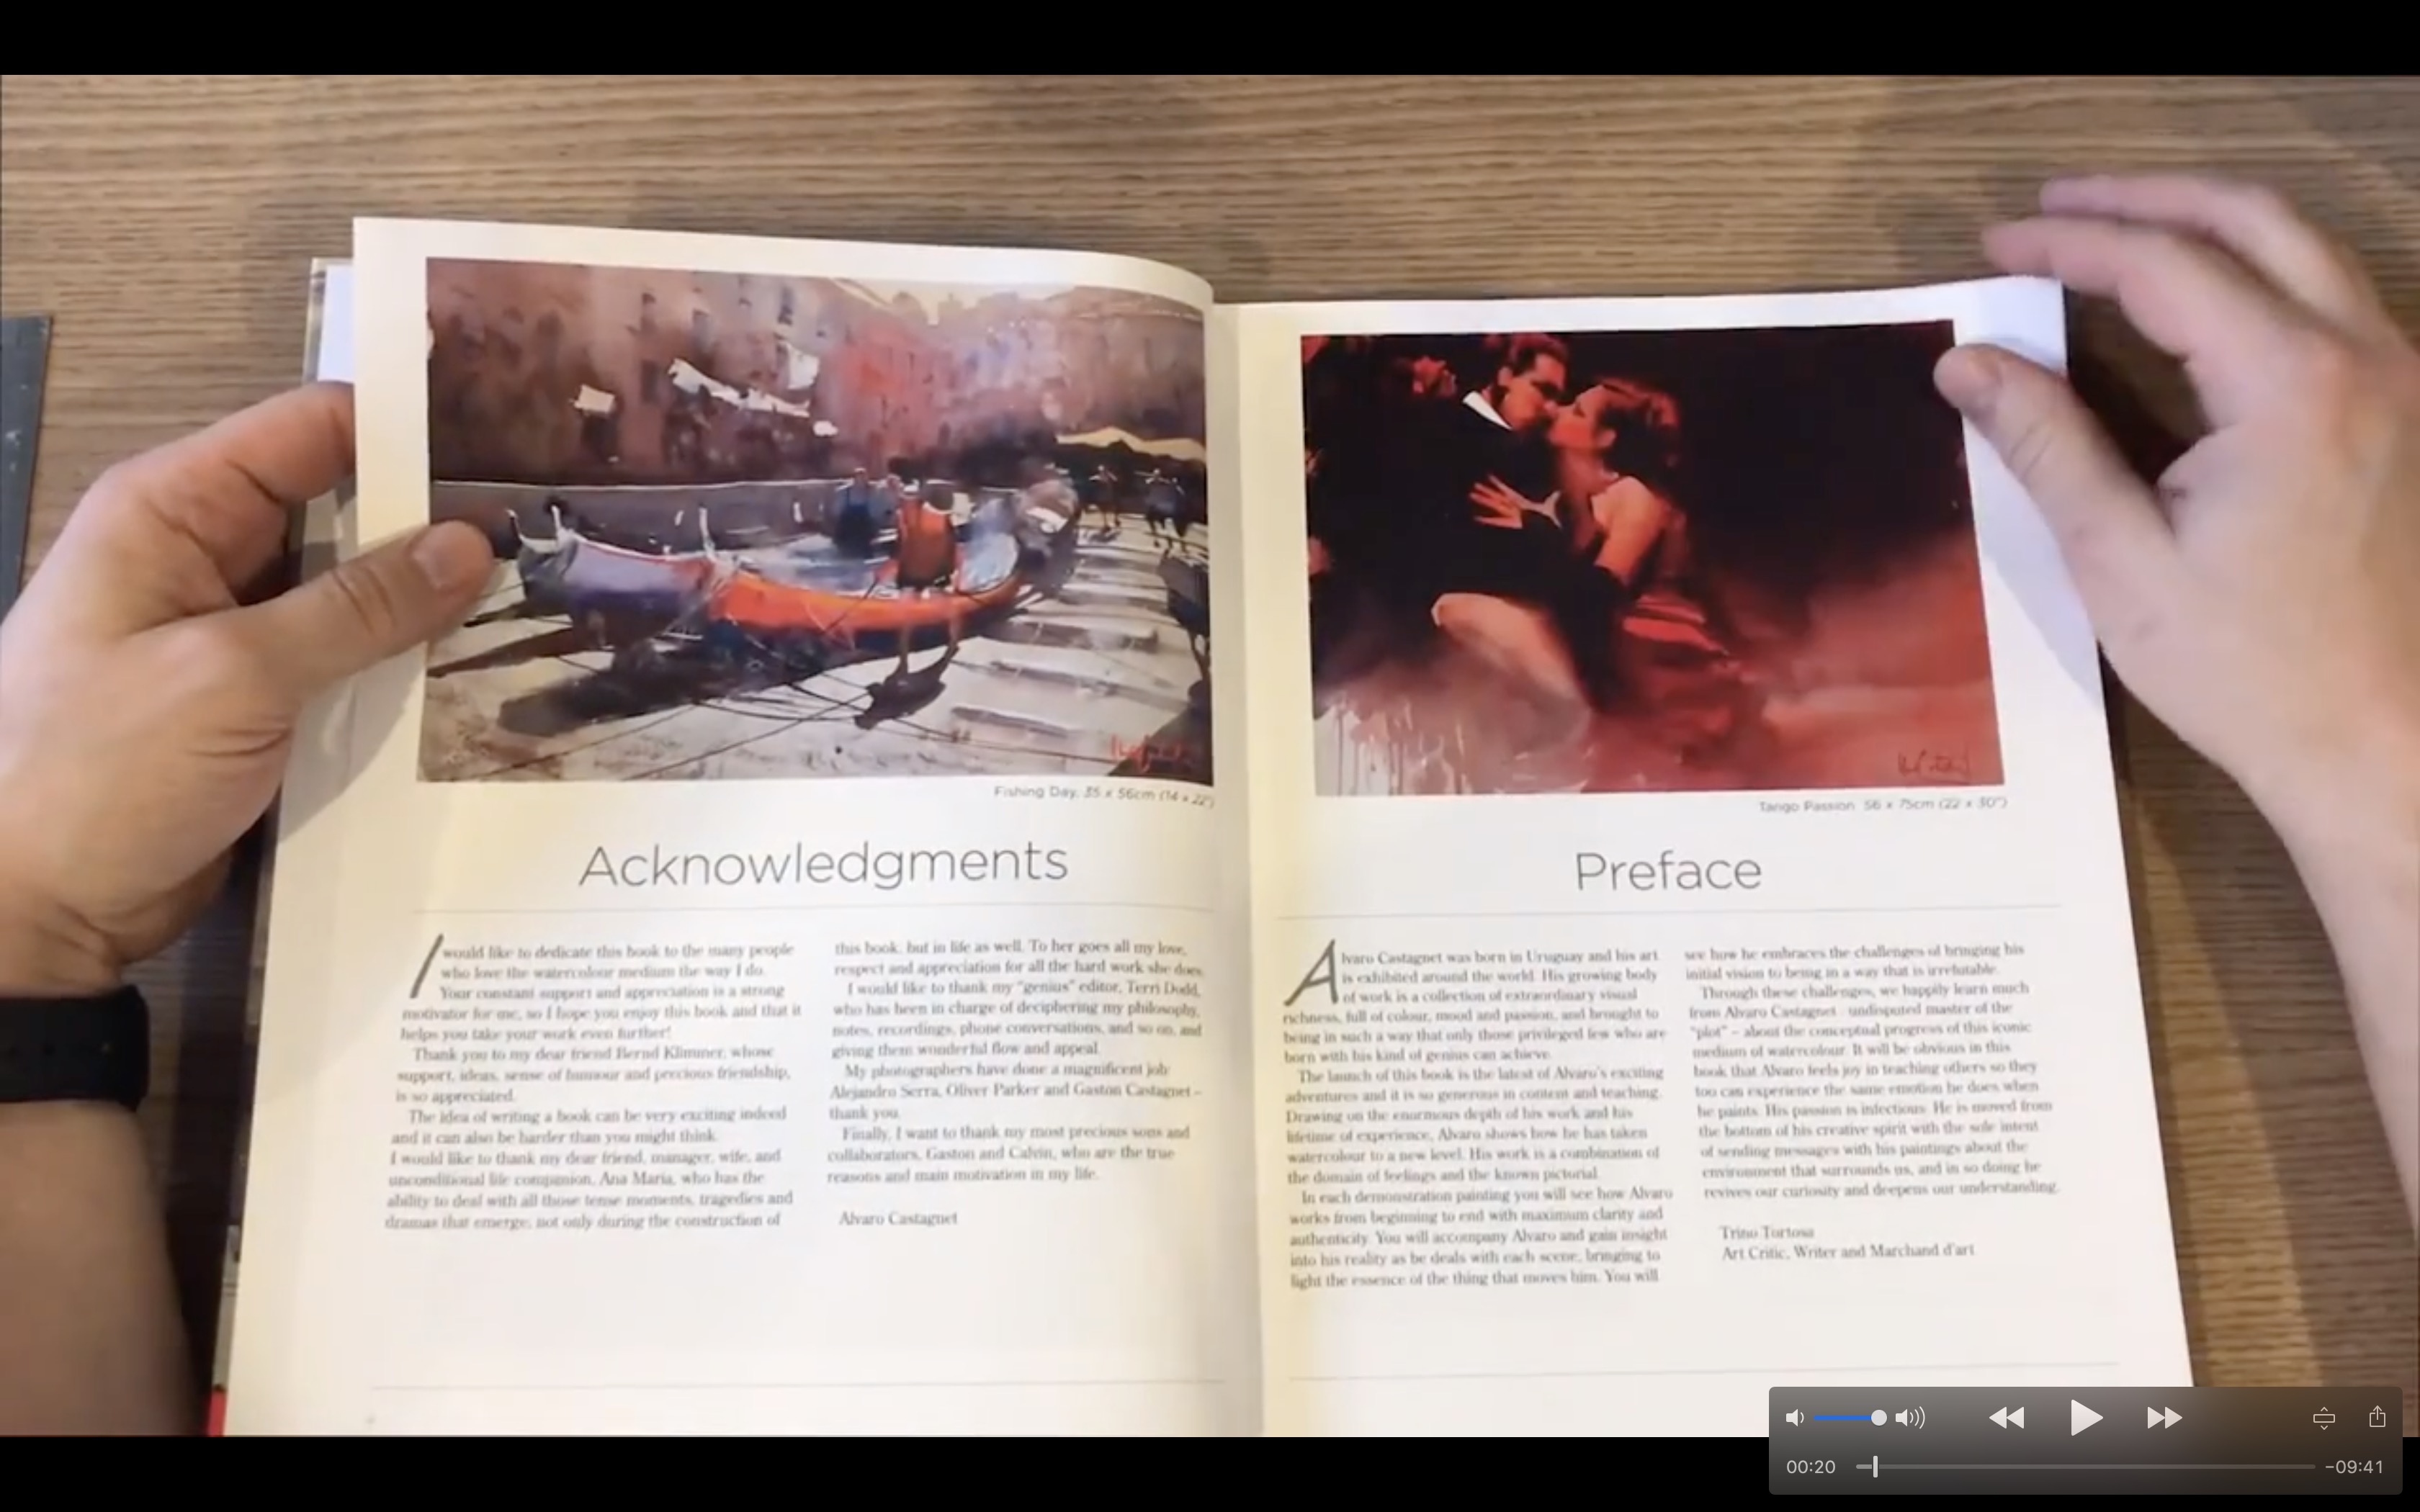 Fishing Day. 35 x 56cm (14 x 22")
Acknowledgments
I would like to dedicate this book to the many people
who love the watercolour medium the way I do.
Your constant support and appreciation is a strong
motivator for me, so I hope you enjoy this book and that it
helps you take your work even further!
Thank you to my dear friend Bernd Klimmer, whose
support, ideas, sense of humour and precious friendship,
is so appreciated.
The idea of writing a book can be very exciting indeed
and it can also be harder than you might think.
I would like to thank my dear friend, manager, wife, and
unconditional life companion, Ana Maria, who has the
ability to deal with all those tense moments, tragedies and
dramas that emerge, not only during the construction of
this book, but in life as well. To her goes all my love,
respect and appreciation for all the hard work she does.
I would like to thank my "genius" editor, Terri Dodd,
who has been in charge of deciphering my philosophy,
notes, recordings, phone conversations, and so on, and
giving them wonderful flow and appeal.
My photographers have done a magnificent job:
Alejandro Serra, Oliver Parker and Gaston Castagnet –
thank you.
Finally, I want to thank my most precious sons and
collaborators, Gaston and Calvin, who are the true
reasons and main motivation in my life.
Alvaro Castagnet
Tango Passion 56 x 75cm (22 x 30")
Preface
Alvaro Castagnet was born in Uruguay and his art
is exhibited around the world. His growing body
of work is a collection of extraordinary visual
richness, full of colour, mood and passion, and brought to
being in such a way that only those privileged few who are
born with his kind of genius can achieve.
The launch of this book is the latest of Alvaro's exciting
adventures and it is so generous in content and teaching.
Drawing on the enormous depth of his work and his
lifetime of experience, Alvaro shows how he has taken
watercolour to a new level. His work is a combination of
the domain of feelings and the known pictorial.
In each demonstration painting you will see how Alvaro
works from beginning to end with maximum clarity and
authenticity. You will accompany Alvaro and gain insight
into his reality as he deals with each scene, bringing to
light the essence of the thing that moves him. You will
see how he embraces the challenges of bringing his
initial vision to being in a way that is irrefutable.
Through these challenges, we happily learn much
from Alvaro Castagnet - undisputed master of the
"plot" – about the conceptual progress of this iconic
medium of watercolour. It will be obvious in this
book that Alvaro feels joy in teaching others so they
too can experience the same emotion he does when
he paints. His passion is infectious. He is moved from
the bottom of his creative spirit with the sole intent
of sending messages with his paintings about the
environment that surrounds us, and in so doing he
revives our curiosity and deepens our understanding.
Trino Tortosa
Art Critic, Writer and Marchand d'art
00:20
-09:41